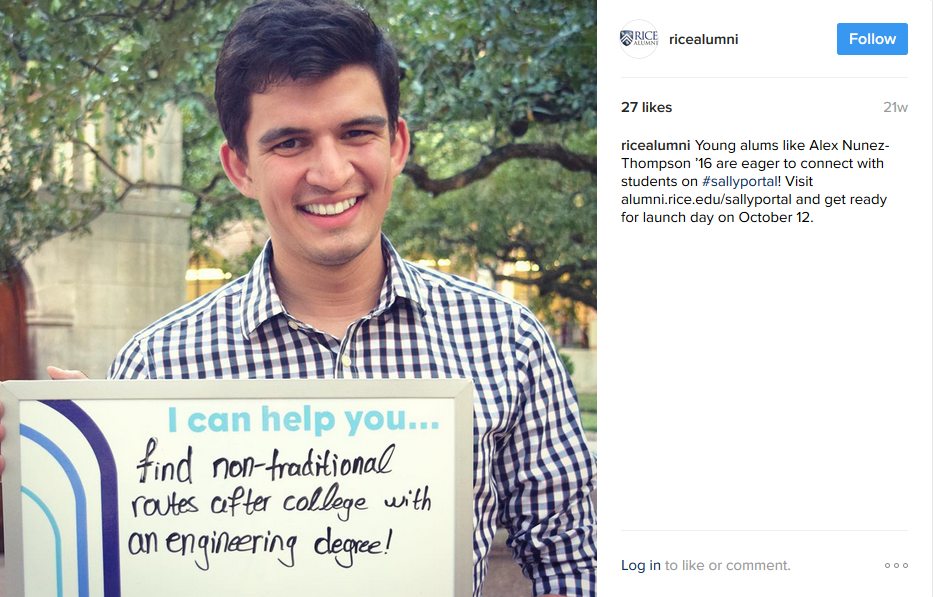 I can help you...
find non-traditional
routes after college with
an engineering degree!
RICE
ALUMNI
ricealumni
Follow
27 likes
21w
ricealumni Young alums like Alex Nunez-
Thompson '16 are eager to connect with
students on #sallyportal! Visit
alumni.rice.edu/sallyportal and get ready
for launch day on October 12.
Log in to like or comment.